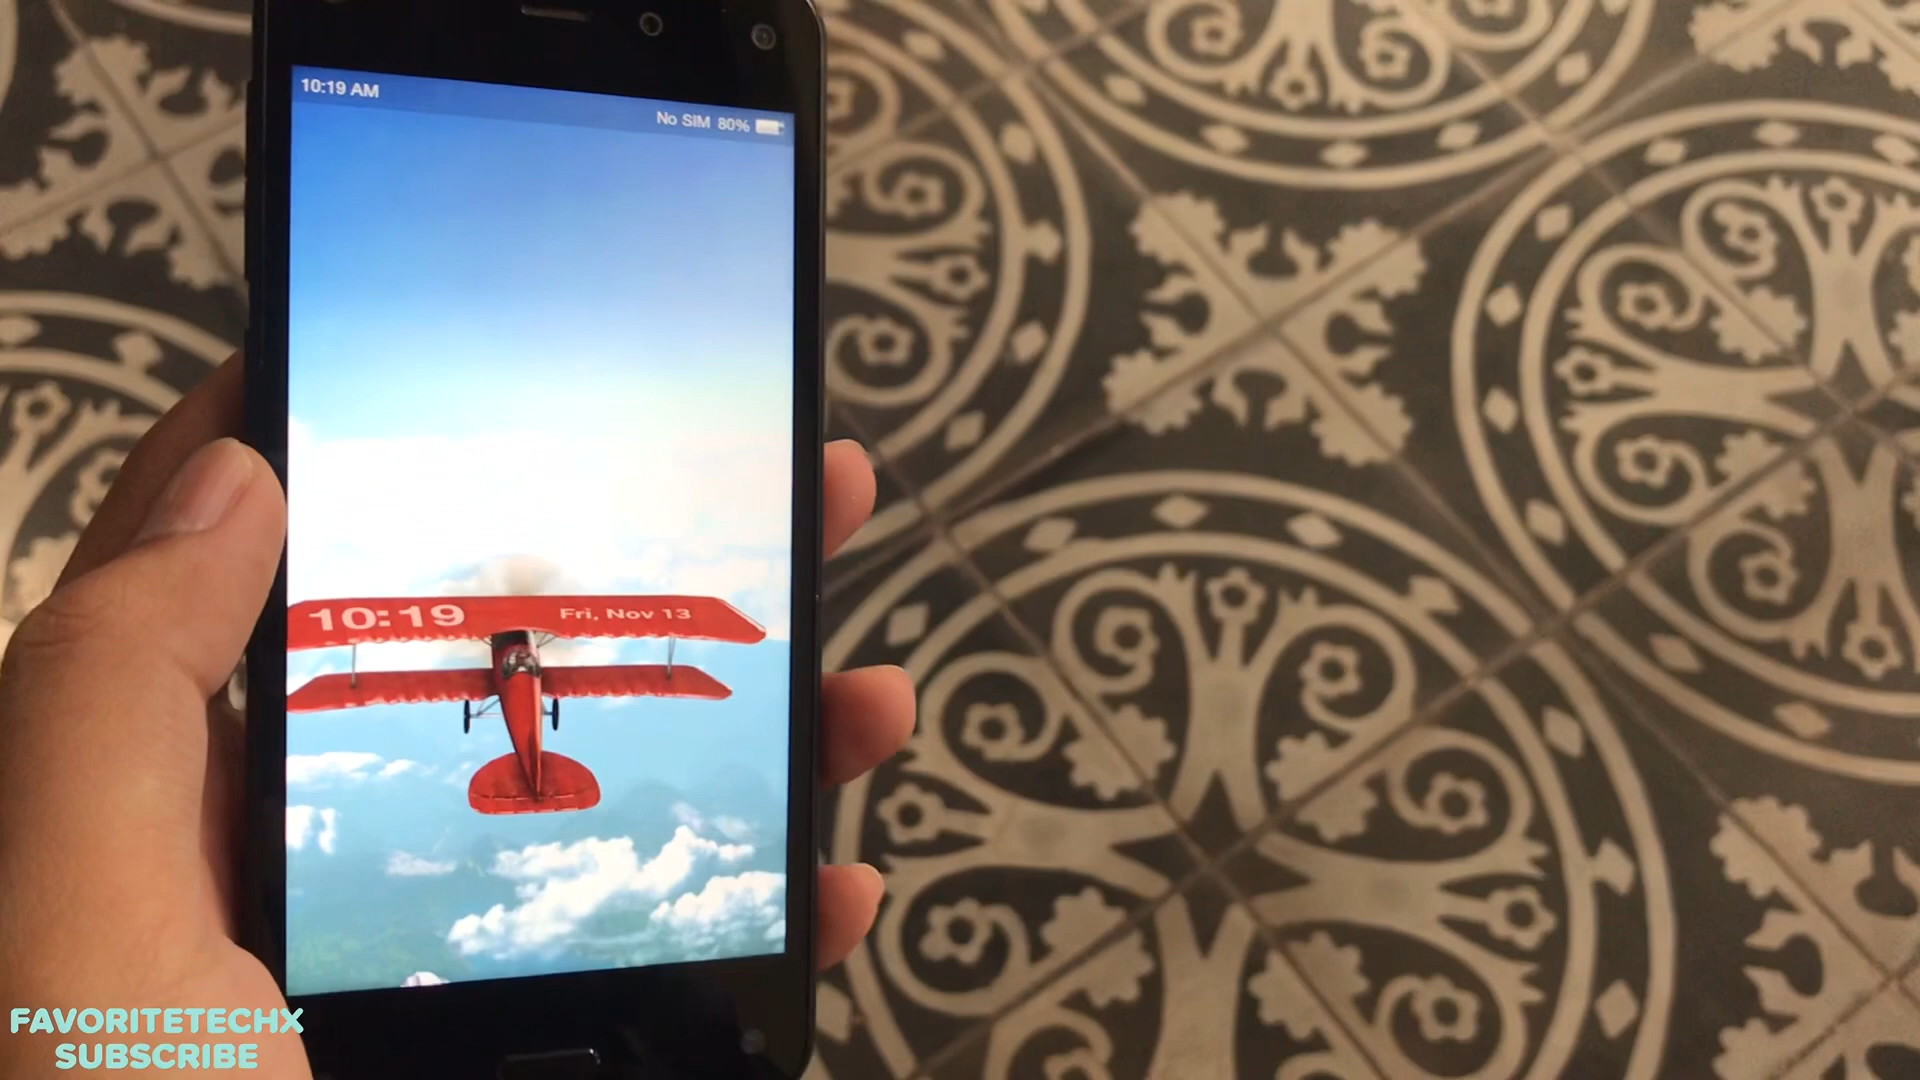 10:19 AM
No SIM 80%
10:19
Fri, Nov 13
FAVORITETECHX
SUBSCRIBE